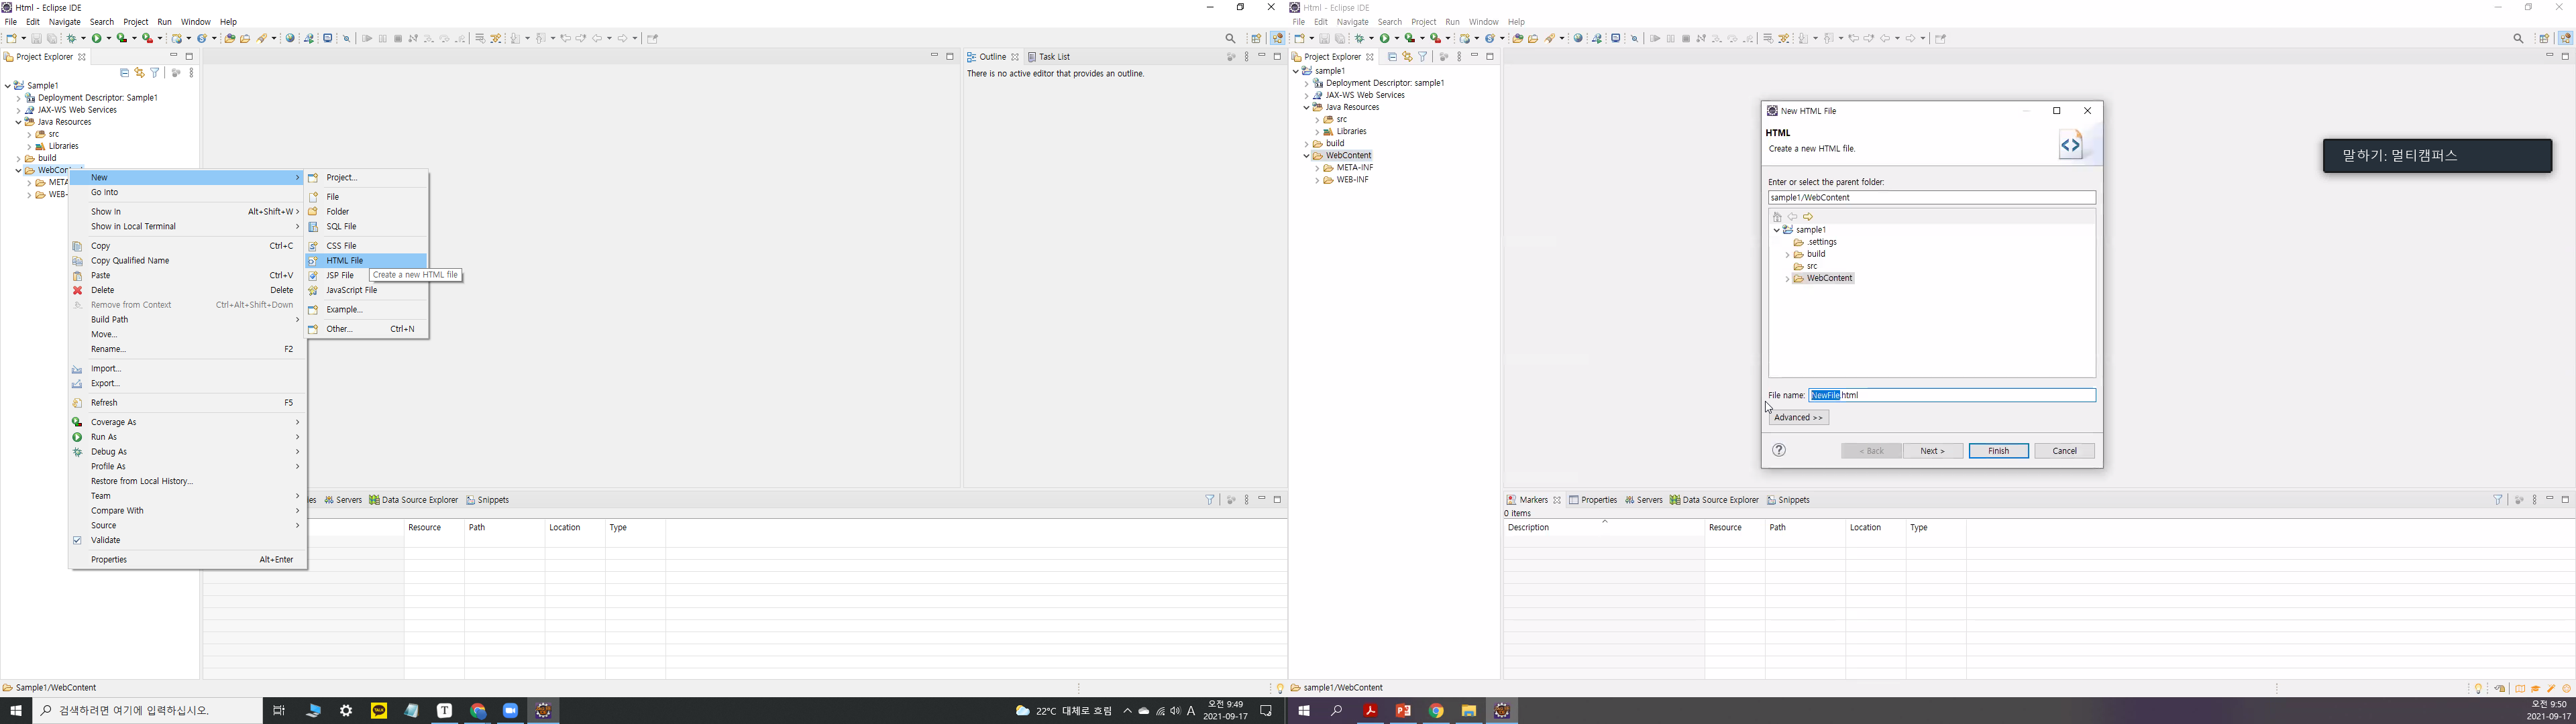 Html - Eclipse IDE
File Edit Navigate Search Project Run Window Help
Project Explorer
Sample1
Deployment Descriptor: Sample1
JAX-WS Web Services
Java Resources
src
Libraries
build
WebCon
META
WEB-
New
Go Into
Show In Alt+Shift+W
Show in Local Terminal
Copy Ctrl+C
Copy Qualified Name
Paste Ctrl+V
Delete Delete
Remove from Context Ctrl+Alt+Shift+Down
Build Path
Move...
Rename... F2
Import...
Export...
Refresh F5
Coverage As
Run As
Debug As
Profile As
Restore from Local History...
Team
Compare With
Source
Validate
Properties Alt+Enter
Project...
File
Folder
SQL File
CSS File
HTML File
JSP File
Create a new HTML file
JavaScript File
Example...
Other... Ctrl+N
Outline Task List
There is no active editor that provides an outline.
ies Servers Data Source Explorer Snippets
Resource Path Location Type
Sample1/WebContent
검색하려면 여기에 입력하십시오.
22°C 대체로 흐림
A
오전 9:49
2021-09-17
Html - Eclipse IDE
File Edit Navigate Search Project Run Window Help
Project Explorer
sample1
Deployment Descriptor: sample1
JAX-WS Web Services
Java Resources
src
Libraries
build
WebContent
META-INF
WEB-INF
New HTML File
HTML
Create a new HTML file.
Enter or select the parent folder:
sample1/WebContent
sample1
.settings
build
src
WebContent
File name: NewFile.html
Advanced >>
< Back Next > Finish Cancel
말하기: 멀티캠퍼스
Markers Properties Servers Data Source Explorer Snippets
0 items
Description Resource Path Location Type
sample1/WebContent
오전 9:50
2021-09-17